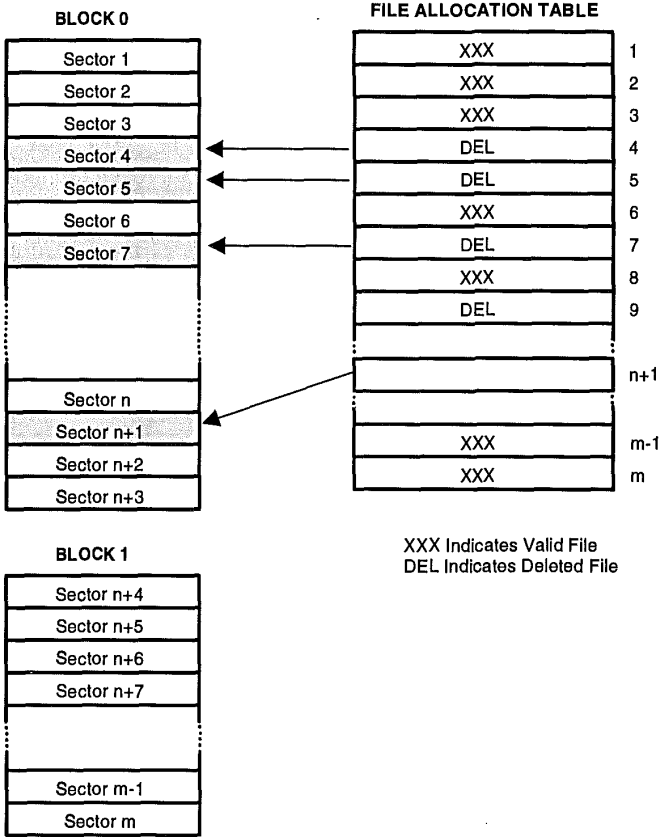 BLOCK 0
Sector 1
Sector 2
Sector 3
Sector 4
Sector 5
Sector 6
Sector 7
Sector n
Sector n+1
Sector n+2
Sector n+3
BLOCK 1
Sector n+4
Sector n+5
Sector n+6
Sector n+7
Sector m-1
Sector m
FILE ALLOCATION TABLE
XXX 1
XXX 2
XXX 3
DEL 4
DEL 5
XXX 6
DEL 7
XXX 8
DEL 9
n+1
XXX m-1
XXX m
XXX Indicates Valid File
DEL Indicates Deleted File